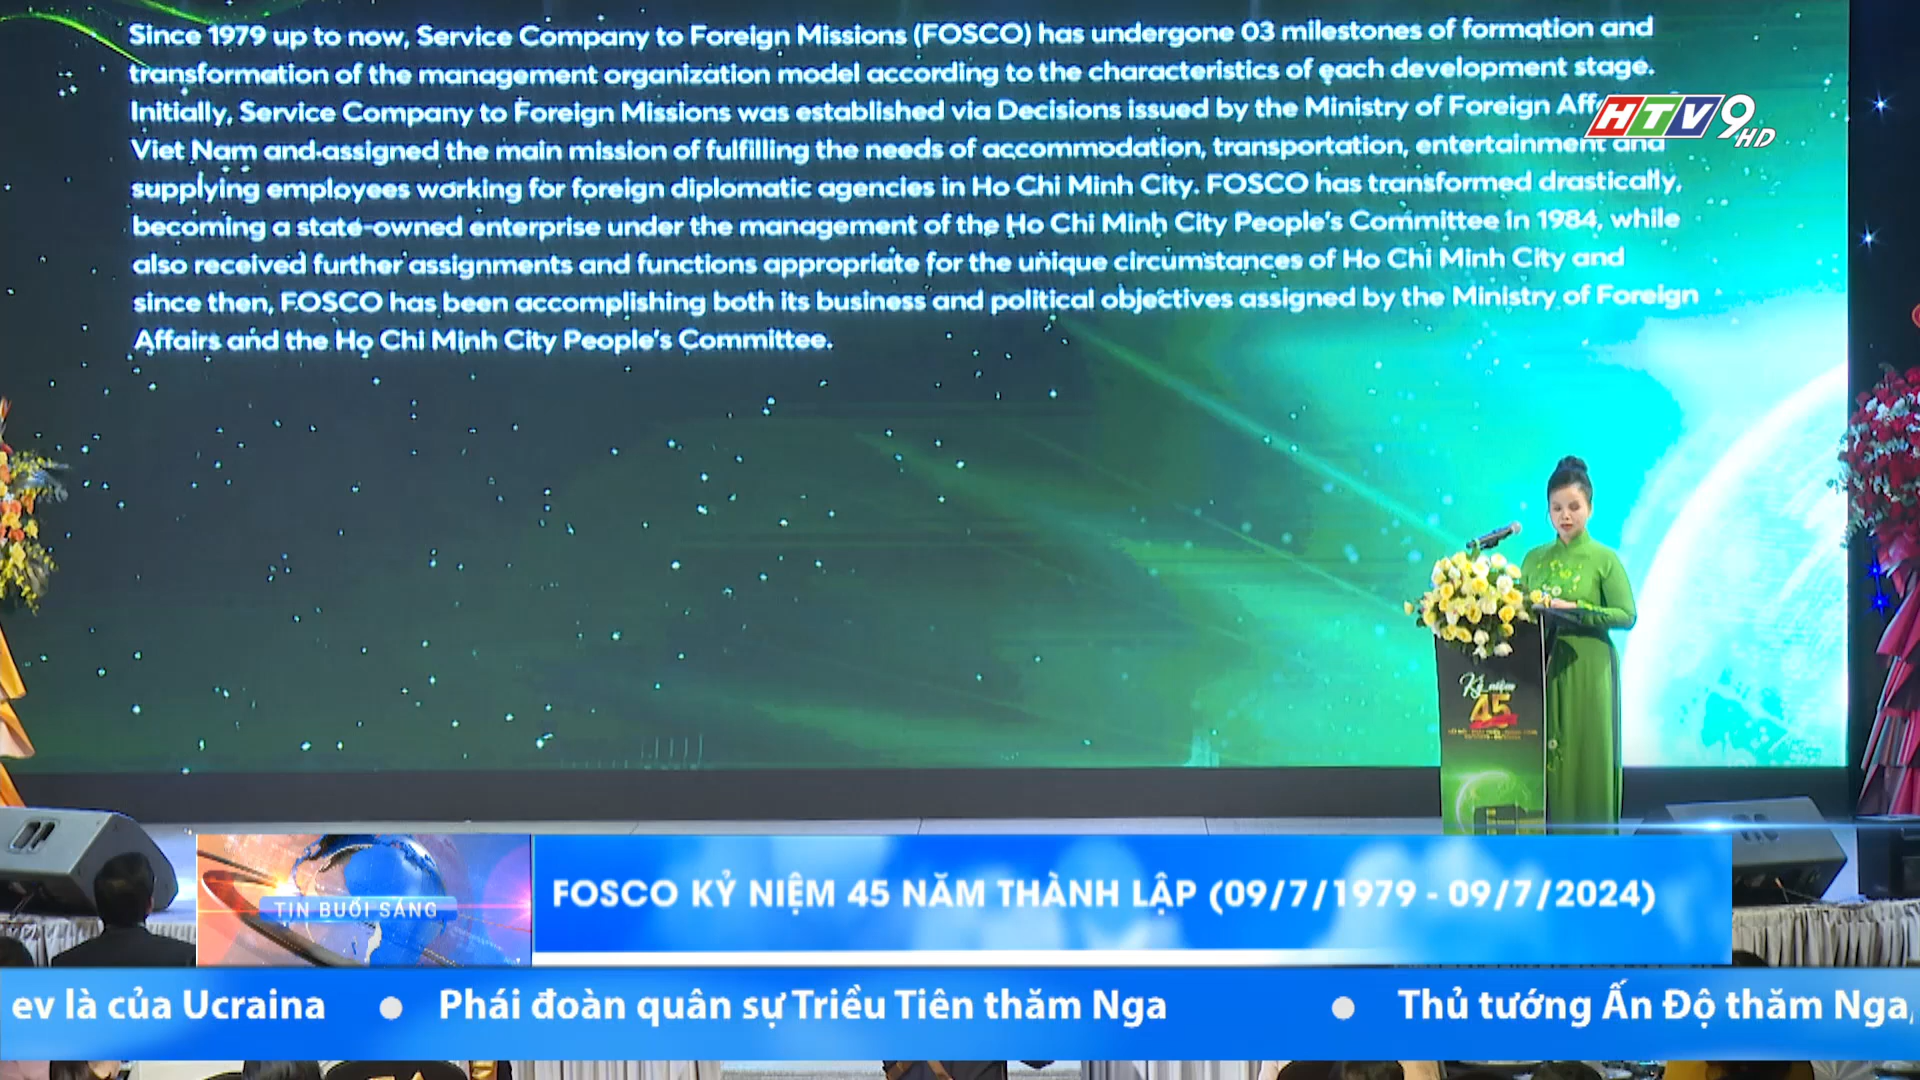 Since 1979 up to now, Service Company to Foreign Missions (FOSCO) has undergone 03 milestones of formation and
transformation of the management organization model according to the characteristics of each development stage.
Initially, Service Company to Foreign Missions was established via Decisions issued by the Ministry of Foreign
Viet Nam and assigned the main mission of fulfilling the needs of accommodation, transportation, entertainment and
supplying employees working for foreign diplomatic agencies in Ho Chi Minh City. FOSCO has transformed drastically,
becoming a state-owned enterprise under the management of the Ho Chi Minh City People's Committee in 1984, while
also received further assignments and functions appropriate for the unique circumstances of Ho Chi Minh City and
since then, FOSCO has been accomplishing both its business and political objectives assigned by the Ministry of Foreign
Affairs and the Ho Chi Minh City People's Committee.
HTV9 HD
Kỷ niệm
45
TIN BUỔI SÁNG
FOSCO KỶ NIỆM 45 NĂM THÀNH LẬP (09/7/1979 - 09/7/2024)
ev là của Ucraina ● Phái đoàn quân sự Triều Tiên thăm Nga ● Thủ tướng Ấn Độ thăm Nga,